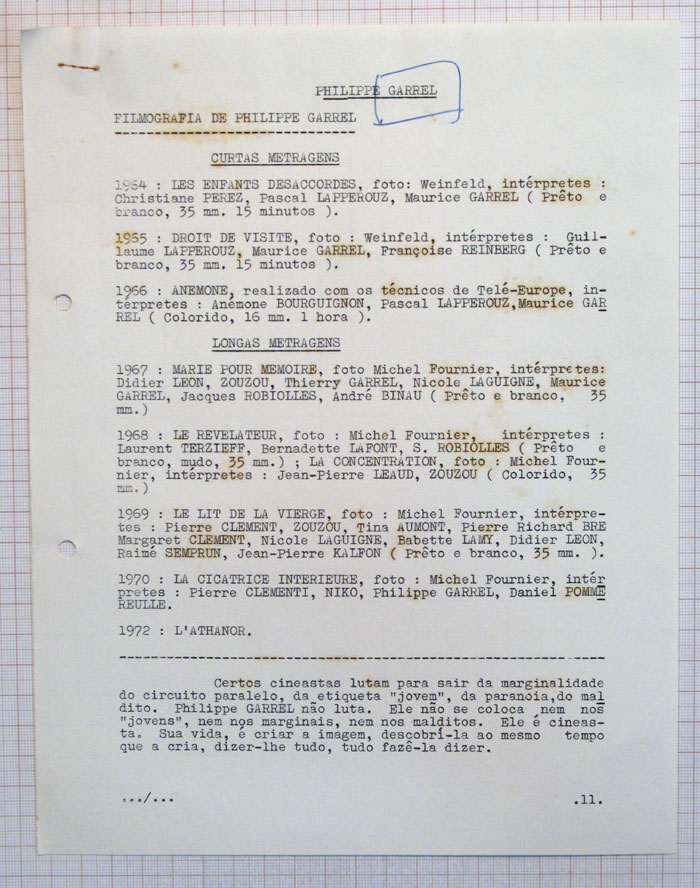 PHILIPPE GARREL
FILMOGRAFIA DE PHILIPPE GARREL
CURTAS METRAGENS
1964 : LES ENFANTS DESACCORDES, foto: Weinfeld, intérpretes :
Christiane PEREZ, Pascal LAPPEROUZ, Maurice GARREL ( Prêto e
branco, 35 mm. 15 minutos ).
1965 : DROIT DE VISITE, foto : Weinfeld, intérpretes : Guil-
laume LAPPEROUZ, Maurice GARREL, Françoise REINBERG ( Prêto e
branco, 35 mm. 15 minutos ).
1966 : ANEMONE, realizado com os técnicos de Telé-Europe, in-
térpretes : Anémone BOURGUIGNON, Pascal LAPPEROUZ,Maurice GAR
REL ( Colorido, 16 mm. 1 hora ).
LONGAS METRAGENS
1967 : MARIE POUR MEMOIRE, foto Michel Fournier, intérpretes:
Didier LEON, ZOUZOU, Thierry GARREL, Nicole LAGUIGNE, Maurice
GARREL, Jacques ROBIOLLES, André BINAU ( Prêto e branco, 35
mm.)
1968 : LE REVELATEUR, foto : Michel Fournier, intérpretes :
Laurent TERZIEFF, Bernadette LAFONT, S. ROBIOLLES ( Prêto e
branco, mudo, 35 mm.) ; LA CONCENTRATION, foto : Michel Four-
nier, intérpretes : Jean-Pierre LEAUD, ZOUZOU ( Colorido, 35
mm.)
1969 : LE LIT DE LA VIERGE, foto : Michel Fournier, intérpre-
tes : Pierre CLEMENT, ZOUZOU, Tina AUMONT, Pierre Richard BRE
Margaret CLEMENT, Nicole LAGUIGNE, Babette LAMY, Didier LEON,
Raimé SEMPRUN, Jean-Pierre KALFON ( Prêto e branco, 35 mm. ).
1970 : LA CICATRICE INTERIEURE, foto : Michel Fournier, intér
pretes : Pierre CLEMENTI, NIKO, Philippe GARREL, Daniel POMME
REULLE.
1972 : L'ATHANOR.
Certos cineastas lutam para sair da marginalidade
do circuito paralelo, da etiqueta "jovem", da paranóia,do mal
dito. Philippe GARREL não luta. Ele não se coloca nem nos
"jovens", nem nos marginais, nem nos malditos. Ele é cineas-
ta. Sua vida, é criar a imagem, descobrí-la ao mesmo tempo
que a cria, dizer-lhe tudo, tudo fazê-la dizer.
.../...
.11.